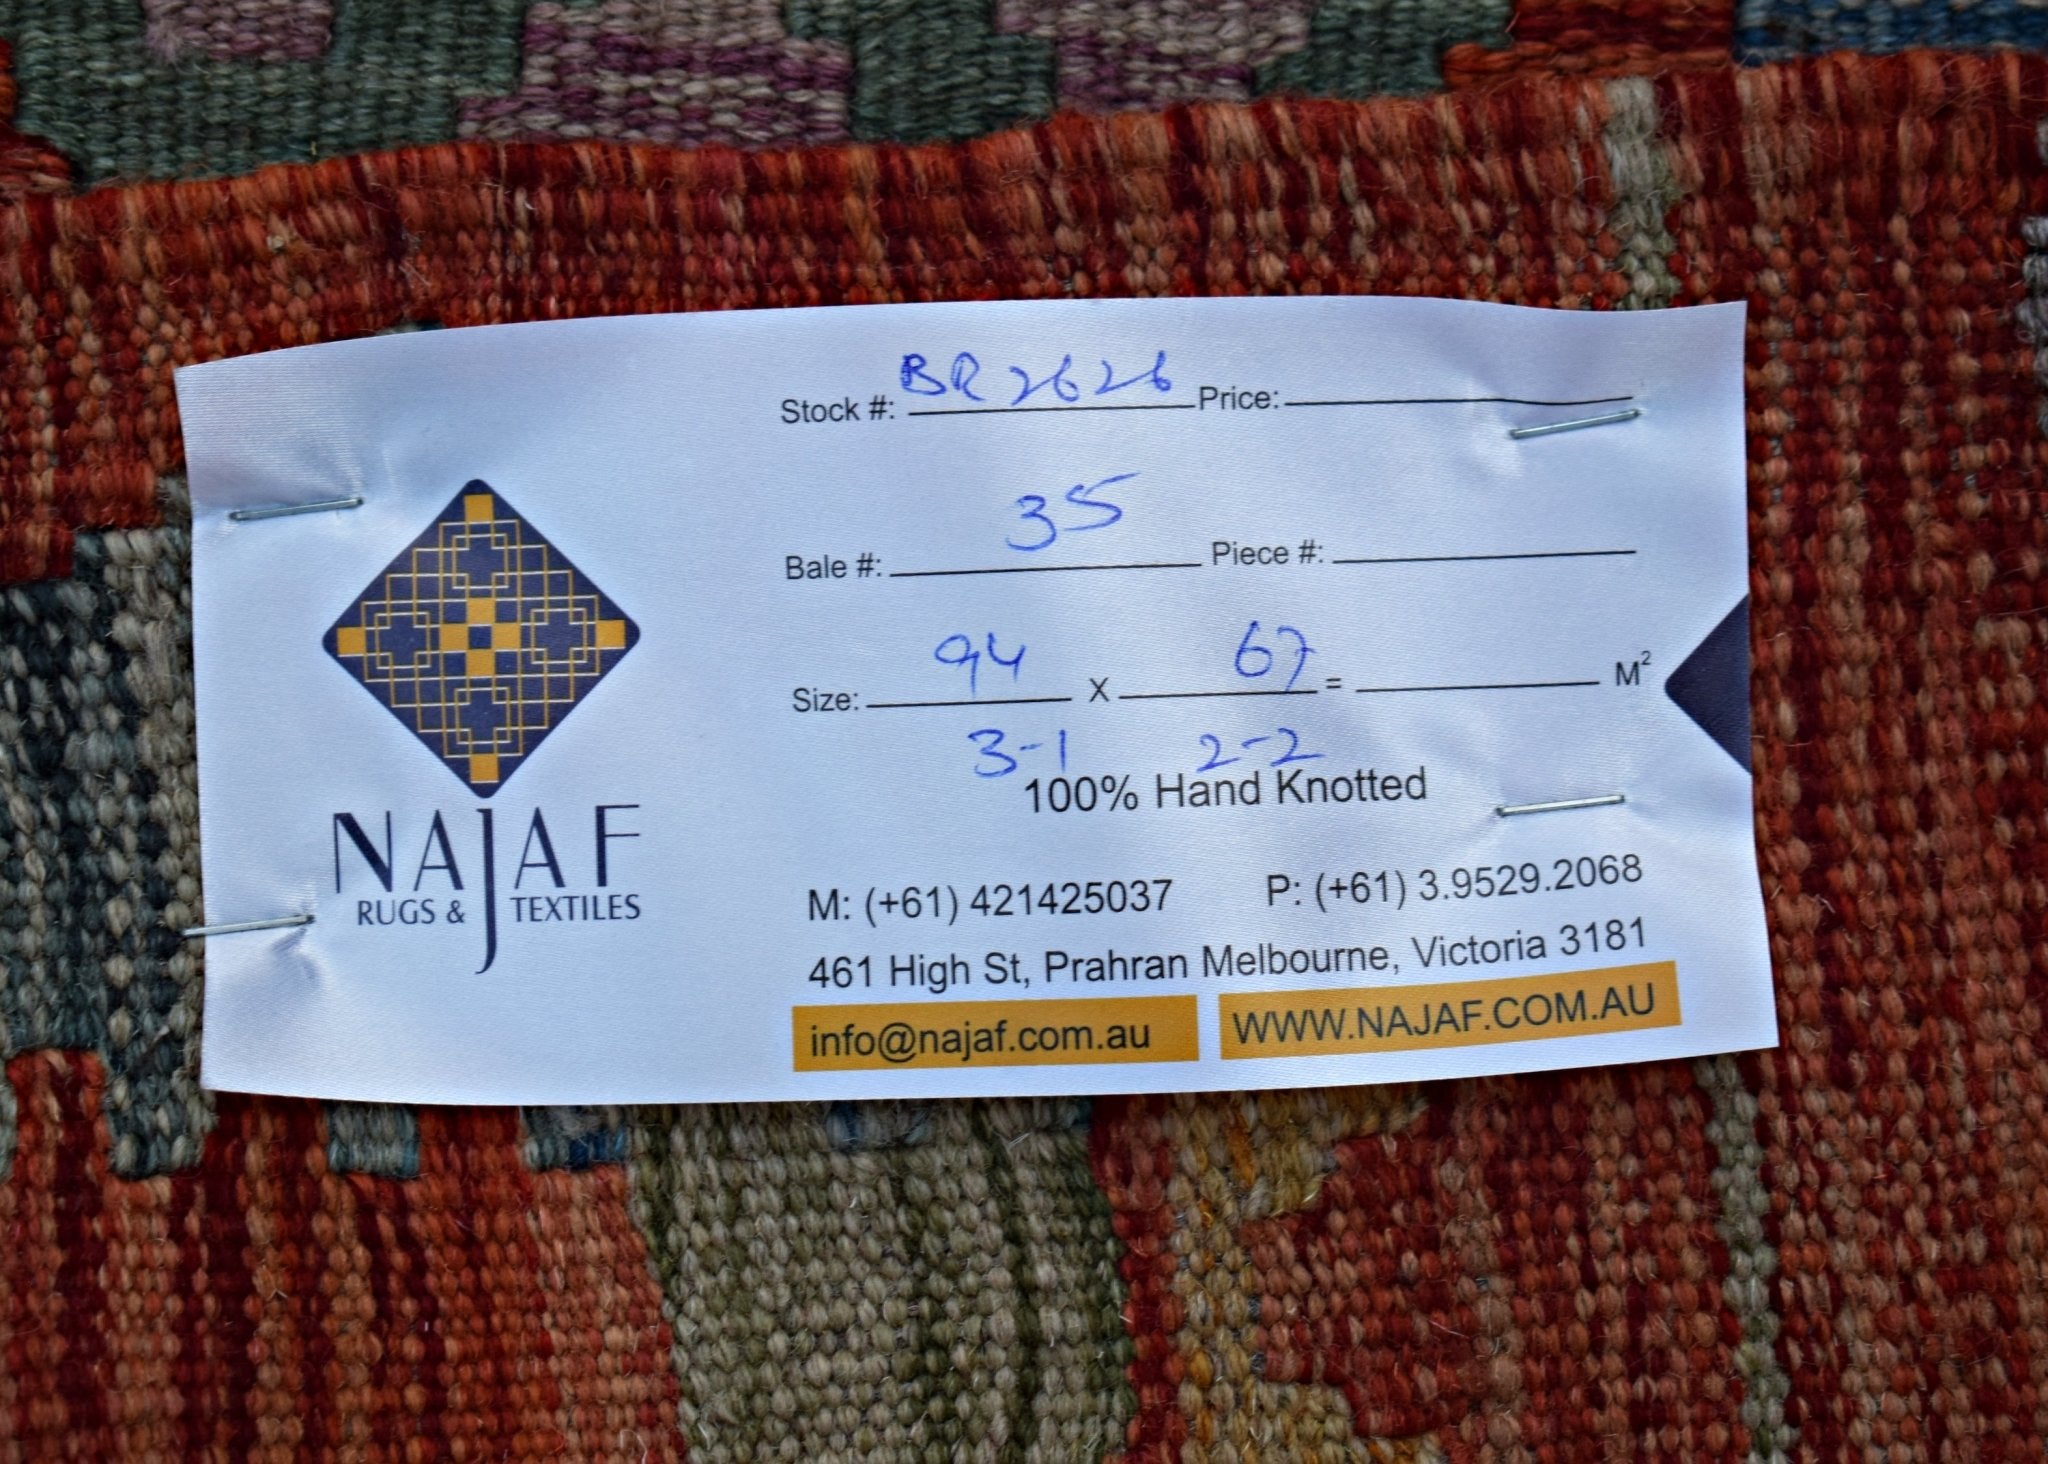 Stock #: BR 2626 Price:
Bale #: 35 Piece #:
Size: 94 X 67 = M²
3-1 2-2
100% Hand Knotted
NAJAF
RUGS & TEXTILES
M: (+61) 421425037 P: (+61) 3.9529.2068
461 High St, Prahran Melbourne, Victoria 3181
info@najaf.com.au WWW.NAJAF.COM.AU